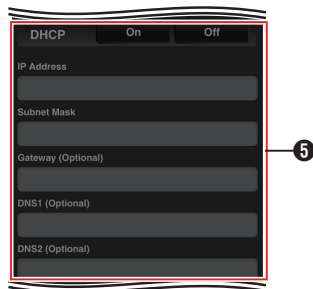 DHCP On Off
IP Address
Subnet Mask
Gateway (Optional)
5
DNS1 (Optional)
DNS2 (Optional)